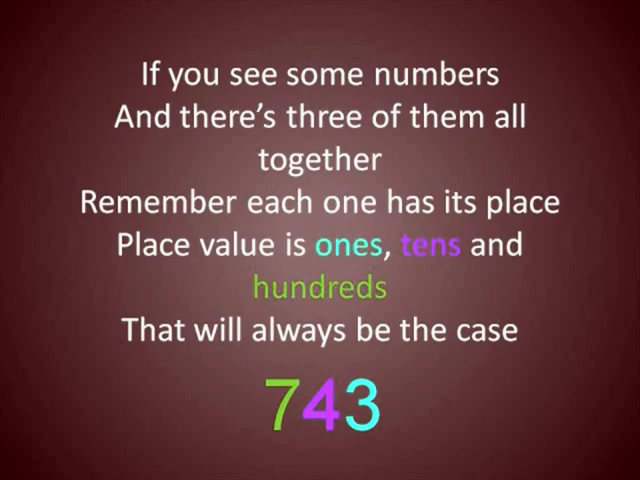 If you see some numbers
And there’s three of them all
together
Remember each one has its place
Place value is ones, tens and
hundreds
That will always be the case
743